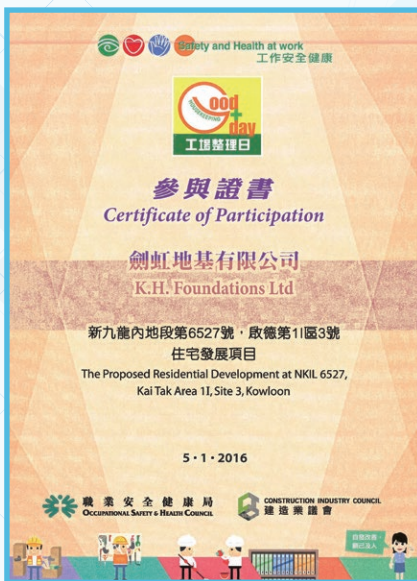 Safety and Health at work
工作安全健康
Good
HOUSEKEEPING
+
day
工場整理日
參與證書
Certificate of Participation
劍虹地基有限公司
K.H. Foundations Ltd
新九龍內地段第6527號，啟德第1I區3號
住宅發展項目
The Proposed Residential Development at NKIL 6527,
Kai Tak Area 1I, Site 3, Kowloon
5・1・2016
職業安全健康局
OCCUPATIONAL SAFETY & HEALTH COUNCIL
CONSTRUCTION INDUSTRY COUNCIL
建造業議會